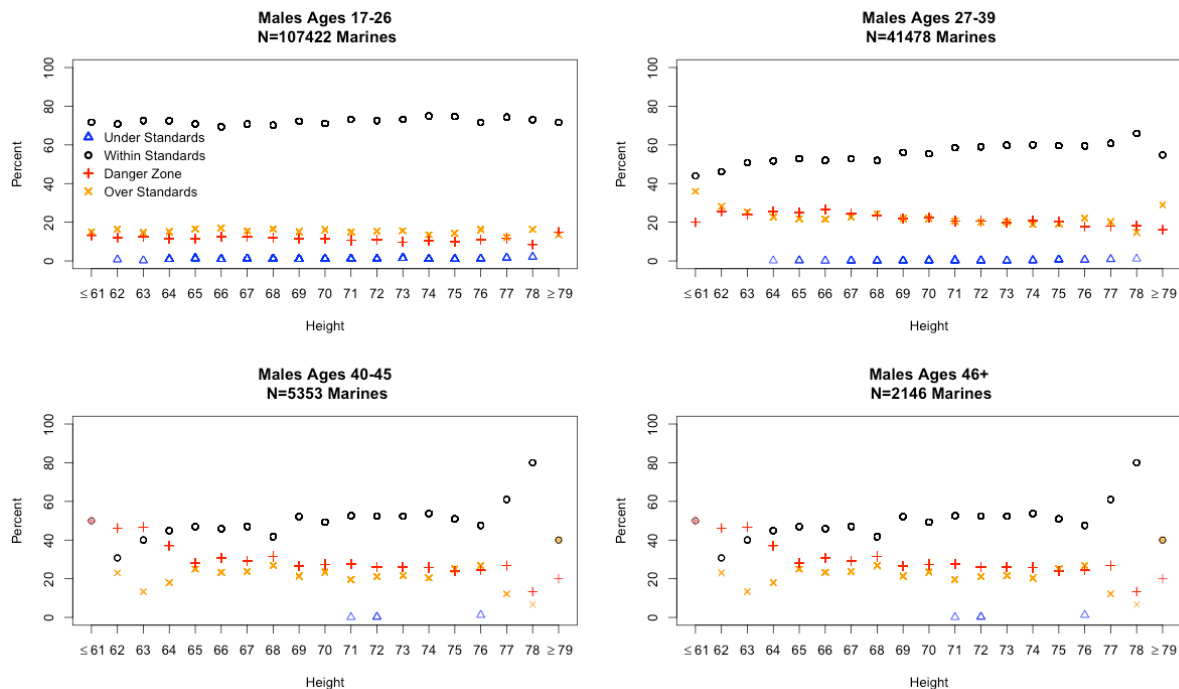 Males Ages 17-26
N=107422 Marines
Percent
100
80
60
40
20
0
Under Standards
Within Standards
Danger Zone
Over Standards
≤ 61 62 63 64 65 66 67 68 69 70 71 72 73 74 75 76 77 78 ≥ 79
Height
Males Ages 27-39
N=41478 Marines
Percent
100
80
60
40
20
0
≤ 61 62 63 64 65 66 67 68 69 70 71 72 73 74 75 76 77 78 ≥ 79
Height
Males Ages 40-45
N=5353 Marines
Percent
100
80
60
40
20
0
≤ 61 62 63 64 65 66 67 68 69 70 71 72 73 74 75 76 77 78 ≥ 79
Height
Males Ages 46+
N=2146 Marines
Percent
100
80
60
40
20
0
≤ 61 62 63 64 65 66 67 68 69 70 71 72 73 74 75 76 77 78 ≥ 79
Height